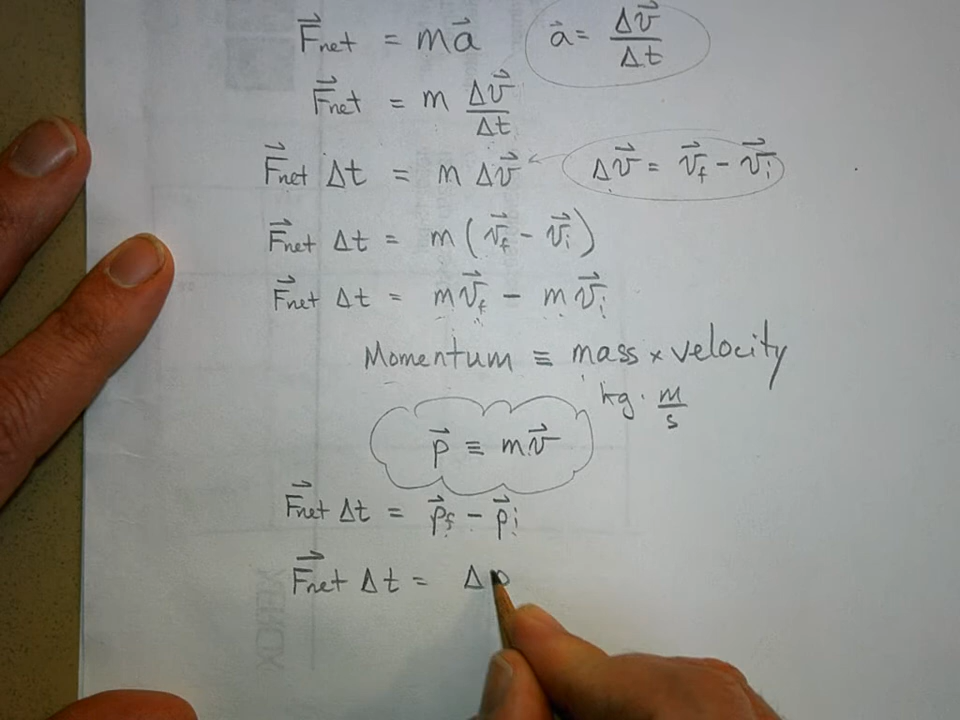 F⃗net = ma⃗ a⃗ = Δv⃗/Δt
F⃗net = m Δv⃗/Δt
F⃗net Δt = m Δv⃗ Δv⃗ = v⃗f - v⃗i
F⃗net Δt = m(v⃗f - v⃗i)
F⃗net Δt = mv⃗f - mv⃗i
Momentum ≡ mass × velocity
kg · m/s
p⃗ ≡ mv⃗
F⃗net Δt = p⃗f - p⃗i
F⃗net Δt = Δp
XEROX